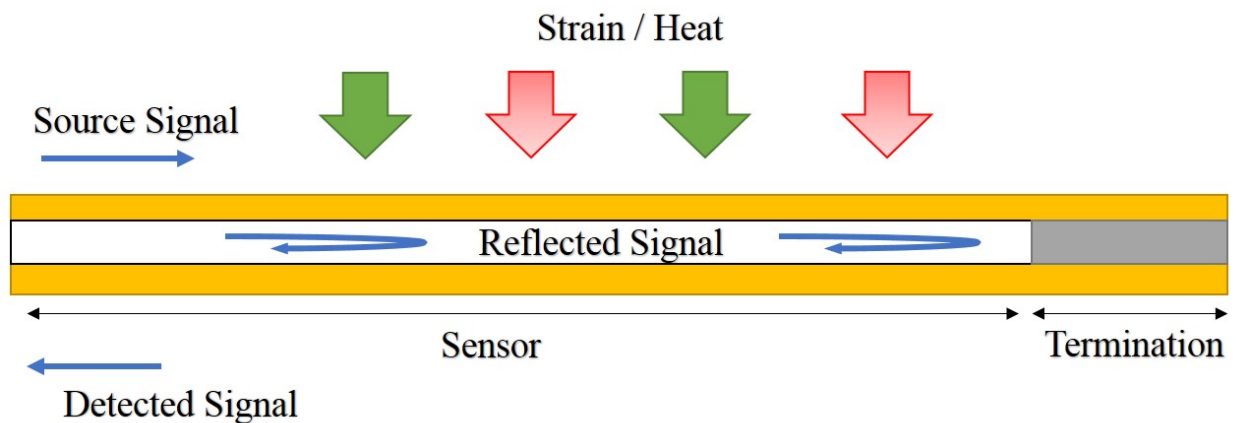 Strain / Heat
Source Signal
Reflected Signal
Sensor
Termination
Detected Signal